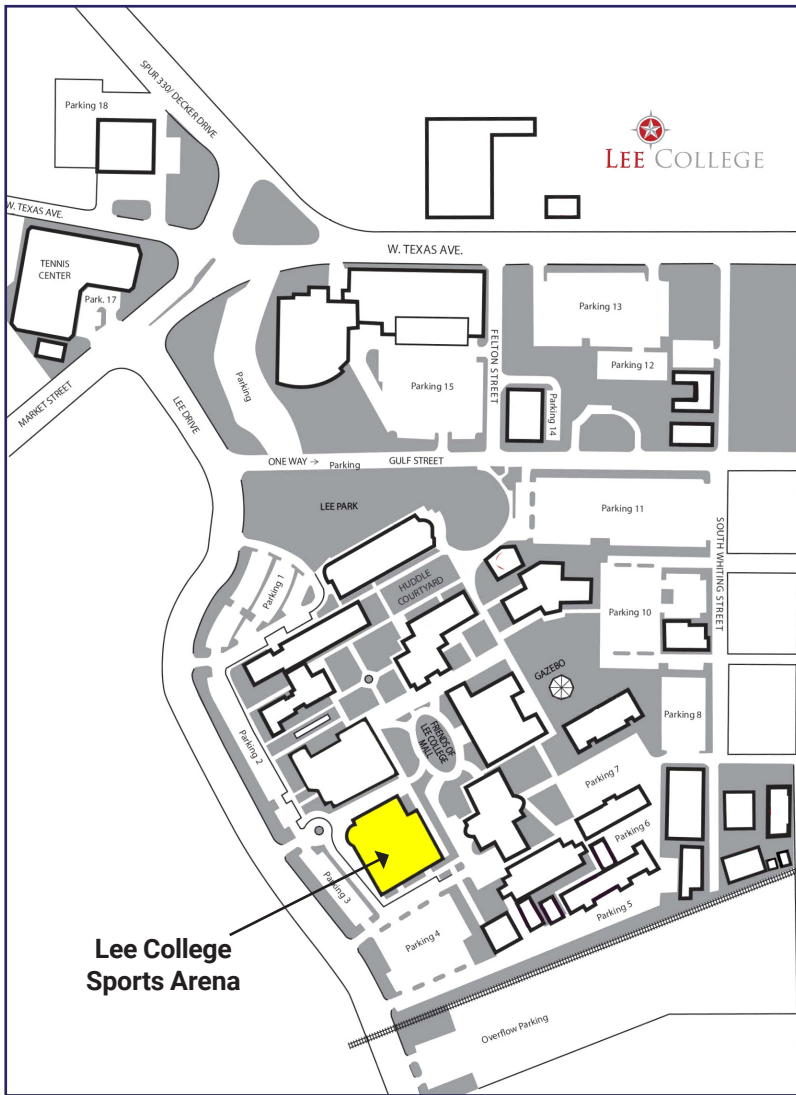 SPUR 330/ DECKER DRIVE
Parking 18
LEE COLLEGE
W. TEXAS AVE.
W. TEXAS AVE.
TENNIS
CENTER
Park. 17
Parking 13
FELTON STREET
Parking 12
Parking
Parking 15
Parking 14
MARKET STREET
LEE DRIVE
ONE WAY →
Parking
GULF STREET
LEE PARK
Parking 11
SOUTH WHITING STREET
Parking 1
HUDDLE
COURTYARD
Parking 10
GAZEBO
Parking 8
FRIENDS OF
LEE COLLEGE
MALL
Parking 2
Parking 7
Parking 6
Parking 3
Parking 5
Parking 4
Lee College
Sports Arena
Overflow Parking